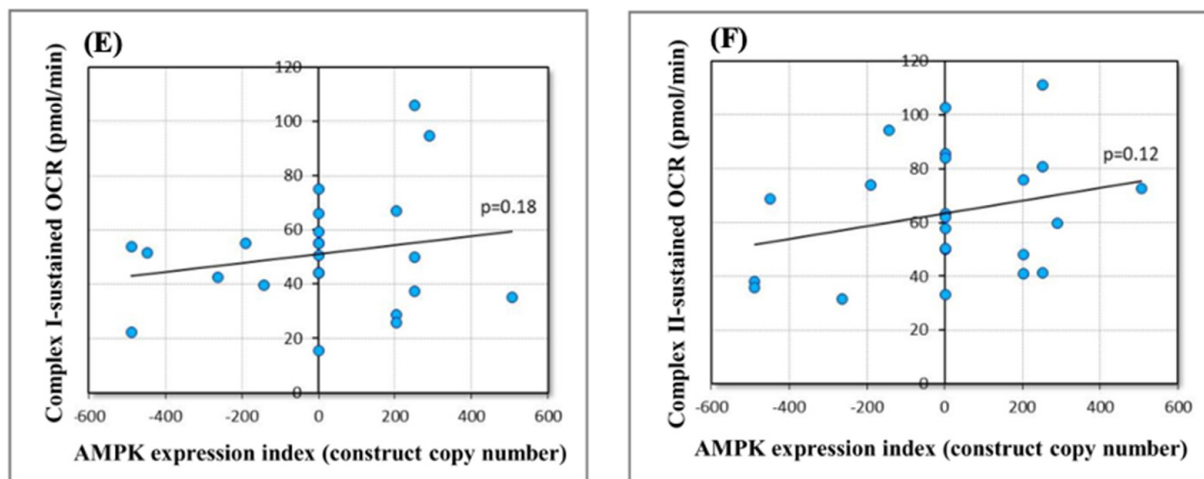 (E)
Complex I-sustained OCR (pmol/min)
120
100
80
60
40
20
0
p=0.18
-600 -400 -200 0 200 400 600
AMPK expression index (construct copy number)
(F)
Complex II-sustained OCR (pmol/min)
120
100
80
60
40
20
0
p=0.12
-600 -400 -200 0 200 400 600
AMPK expression index (construct copy number)